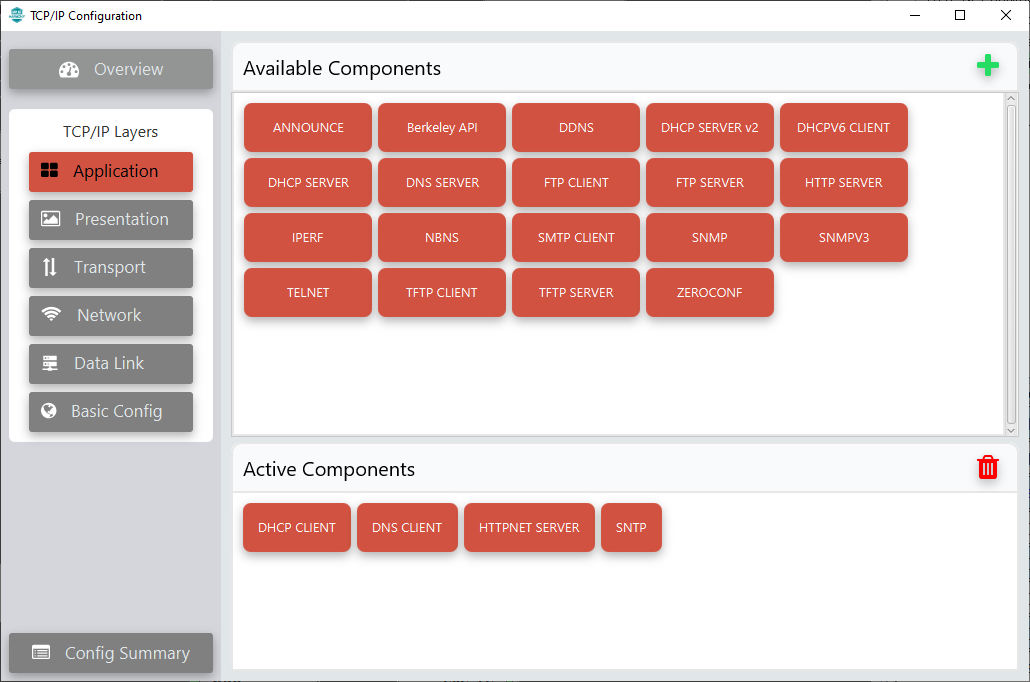 TCP/IP Configuration
Overview
TCP/IP Layers
Application
Presentation
Transport
Network
Data Link
Basic Config
Config Summary
Available Components
ANNOUNCE Berkeley API DDNS DHCP SERVER v2 DHCPV6 CLIENT
DHCP SERVER DNS SERVER FTP CLIENT FTP SERVER HTTP SERVER
IPERF NBNS SMTP CLIENT SNMP SNMPV3
TELNET TFTP CLIENT TFTP SERVER ZEROCONF
Active Components
DHCP CLIENT DNS CLIENT HTTPNET SERVER SNTP